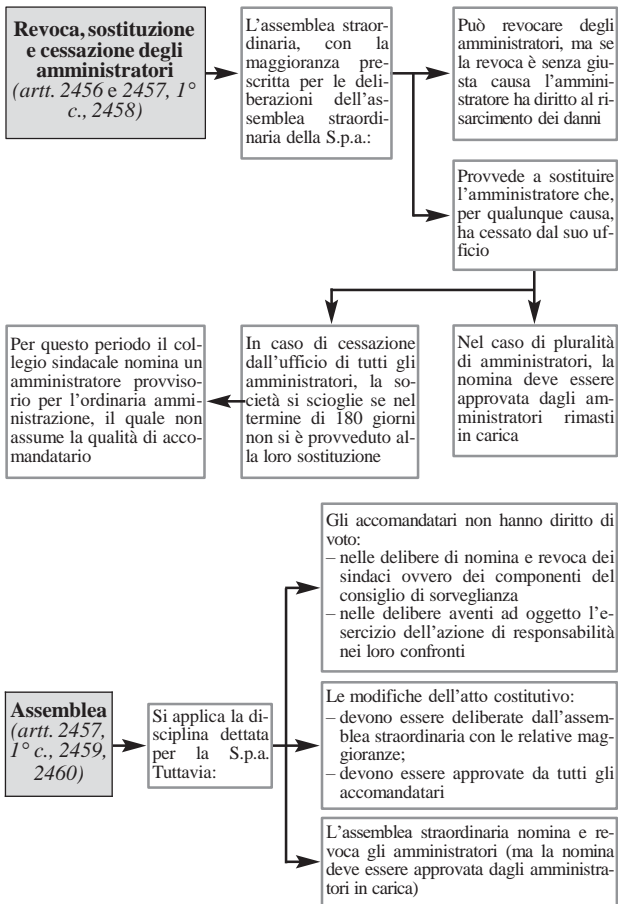 Revoca, sostituzione
e cessazione degli
amministratori
(artt. 2456 e 2457, 1°
c., 2458)
L'assemblea straor-
dinaria, con la
maggioranza pre-
scritta per le deli-
berazioni dell'as-
semblea straordi-
naria della S.p.a.:
Può revocare degli
amministratori, ma se
la revoca è senza giu-
sta causa l'ammini-
stratore ha diritto al ri-
sarcimento dei danni
Provvede a sostituire
l'amministratore che,
per qualunque causa,
ha cessato dal suo uf-
ficio
Per questo periodo il col-
legio sindacale nomina un
amministratore provviso-
rio per l'ordinaria ammi-
nistrazione, il quale non
assume la qualità di acco-
mandatario
In caso di cessazione
dall'ufficio di tutti gli
amministratori, la so-
cietà si scioglie se nel
termine di 180 giorni
non si è provveduto al-
la loro sostituzione
Nel caso di pluralità
di amministratori, la
nomina deve essere
approvata dagli am-
ministratori rimasti
in carica
Assemblea
(artt. 2457,
1° c., 2459,
2460)
Si applica la di-
sciplina dettata
per la S.p.a.
Tuttavia:
Gli accomandatari non hanno diritto di
voto:
– nelle delibere di nomina e revoca dei
sindaci ovvero dei componenti del
consiglio di sorveglianza
– nelle delibere aventi ad oggetto l'e-
sercizio dell'azione di responsabilità
nei loro confronti
Le modifiche dell'atto costitutivo:
– devono essere deliberate dall'assem-
blea straordinaria con le relative mag-
gioranze;
– devono essere approvate da tutti gli
accomandatari
L'assemblea straordinaria nomina e re-
voca gli amministratori (ma la nomina
deve essere approvata dagli amministra-
tori in carica)